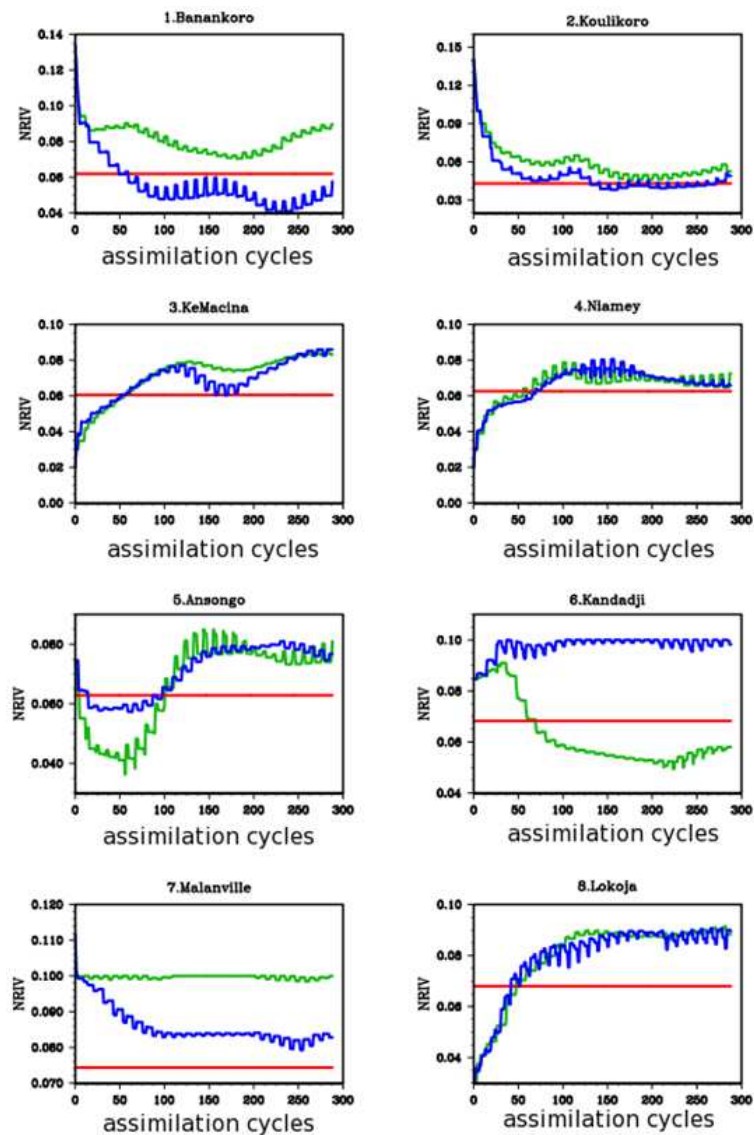 1.Banankoro
0.14
0.12
0.10
0.08
0.06
0.04
NRIV
0 50 100 150 200 250 300
assimilation cycles
2.Koulikoro
0.15
0.12
0.09
0.06
0.03
NRIV
0 50 100 150 200 250 300
assimilation cycles
3.KeMacina
0.10
0.08
0.06
0.04
0.02
0.00
NRIV
0 50 100 150 200 250 300
assimilation cycles
4.Niamey
0.10
0.08
0.06
0.04
0.02
0.00
NRIV
0 50 100 150 200 250 300
assimilation cycles
5.Ansongo
0.080
0.060
0.040
NRIV
0 50 100 150 200 250 300
assimilation cycles
6.Kandadji
0.10
0.08
0.06
0.04
NRIV
0 50 100 150 200 250 300
assimilation cycles
7.Malanville
0.120
0.110
0.100
0.090
0.080
0.070
NRIV
0 50 100 150 200 250 300
assimilation cycles
8.Lokoja
0.10
0.08
0.06
0.04
NRIV
0 50 100 150 200 250 300
assimilation cycles